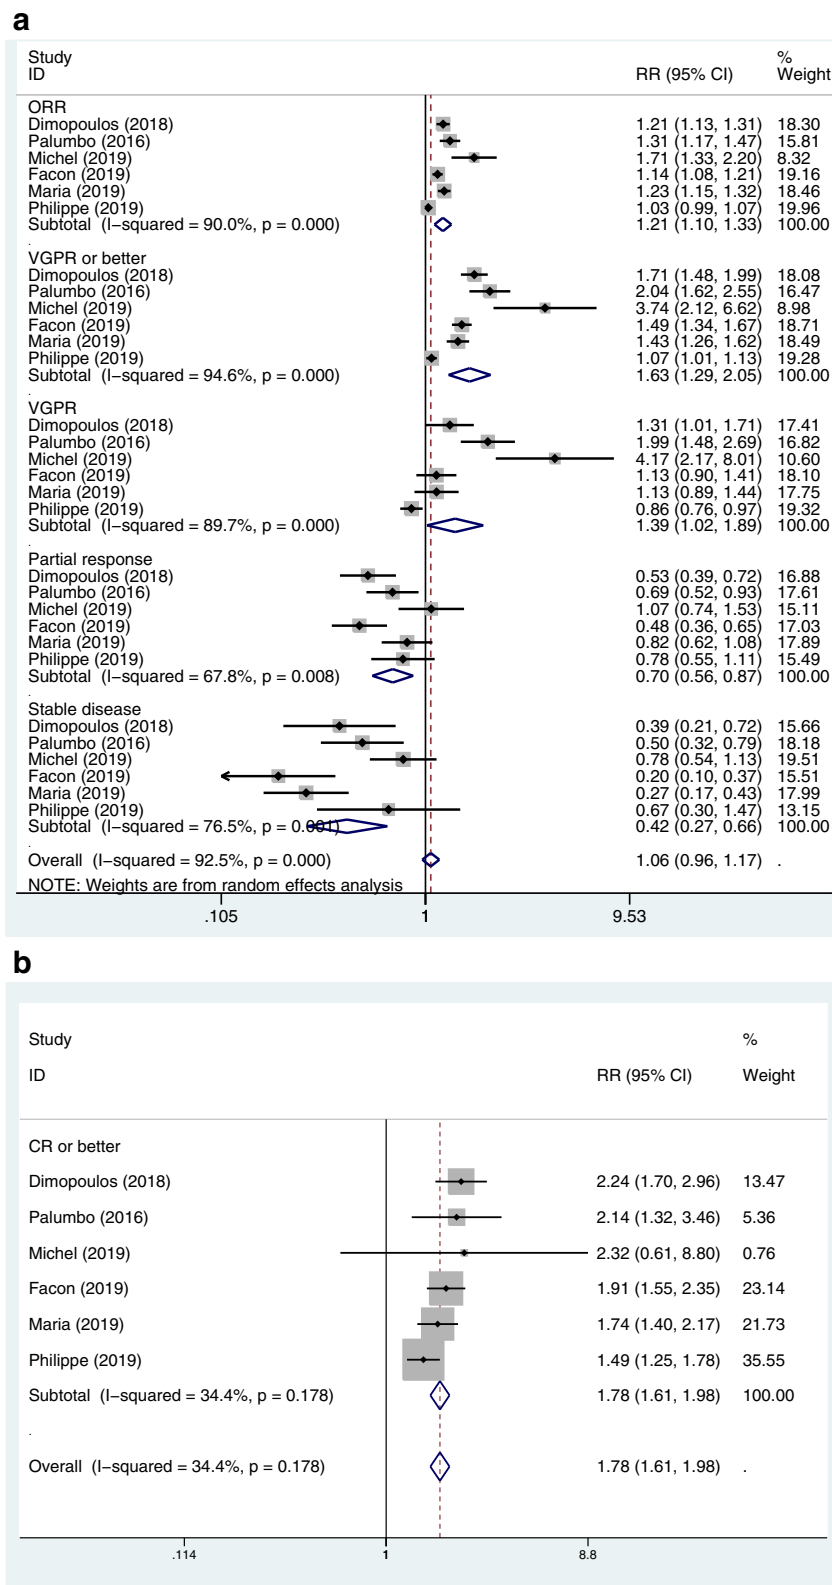 a
Study %
ID RR (95% CI) Weight
ORR
Dimopoulos (2018) 1.21 (1.13, 1.31) 18.30
Palumbo (2016) 1.31 (1.17, 1.47) 15.81
Michel (2019) 1.71 (1.33, 2.20) 8.32
Facon (2019) 1.14 (1.08, 1.21) 19.16
Maria (2019) 1.23 (1.15, 1.32) 18.46
Philippe (2019) 1.03 (0.99, 1.07) 19.96
Subtotal (I−squared = 90.0%, p = 0.000) 1.21 (1.10, 1.33) 100.00
.
VGPR or better
Dimopoulos (2018) 1.71 (1.48, 1.99) 18.08
Palumbo (2016) 2.04 (1.62, 2.55) 16.47
Michel (2019) 3.74 (2.12, 6.62) 8.98
Facon (2019) 1.49 (1.34, 1.67) 18.71
Maria (2019) 1.43 (1.26, 1.62) 18.49
Philippe (2019) 1.07 (1.01, 1.13) 19.28
Subtotal (I−squared = 94.6%, p = 0.000) 1.63 (1.29, 2.05) 100.00
.
VGPR
Dimopoulos (2018) 1.31 (1.01, 1.71) 17.41
Palumbo (2016) 1.99 (1.48, 2.69) 16.82
Michel (2019) 4.17 (2.17, 8.01) 10.60
Facon (2019) 1.13 (0.90, 1.41) 18.10
Maria (2019) 1.13 (0.89, 1.44) 17.75
Philippe (2019) 0.86 (0.76, 0.97) 19.32
Subtotal (I−squared = 89.7%, p = 0.000) 1.39 (1.02, 1.89) 100.00
.
Partial response
Dimopoulos (2018) 0.53 (0.39, 0.72) 16.88
Palumbo (2016) 0.69 (0.52, 0.93) 17.61
Michel (2019) 1.07 (0.74, 1.53) 15.11
Facon (2019) 0.48 (0.36, 0.65) 17.03
Maria (2019) 0.82 (0.62, 1.08) 17.89
Philippe (2019) 0.78 (0.55, 1.11) 15.49
Subtotal (I−squared = 67.8%, p = 0.008) 0.70 (0.56, 0.87) 100.00
.
Stable disease
Dimopoulos (2018) 0.39 (0.21, 0.72) 15.66
Palumbo (2016) 0.50 (0.32, 0.79) 18.18
Michel (2019) 0.78 (0.54, 1.13) 19.51
Facon (2019) 0.20 (0.10, 0.37) 15.51
Maria (2019) 0.27 (0.17, 0.43) 17.99
Philippe (2019) 0.67 (0.30, 1.47) 13.15
Subtotal (I−squared = 76.5%, p = 0.001) 0.42 (0.27, 0.66) 100.00
.
Overall (I−squared = 92.5%, p = 0.000) 1.06 (0.96, 1.17) .
NOTE: Weights are from random effects analysis
.105 1 9.53
b
Study %
ID RR (95% CI) Weight
CR or better
Dimopoulos (2018) 2.24 (1.70, 2.96) 13.47
Palumbo (2016) 2.14 (1.32, 3.46) 5.36
Michel (2019) 2.32 (0.61, 8.80) 0.76
Facon (2019) 1.91 (1.55, 2.35) 23.14
Maria (2019) 1.74 (1.40, 2.17) 21.73
Philippe (2019) 1.49 (1.25, 1.78) 35.55
Subtotal (I−squared = 34.4%, p = 0.178) 1.78 (1.61, 1.98) 100.00
.
Overall (I−squared = 34.4%, p = 0.178) 1.78 (1.61, 1.98) .
.114 1 8.8